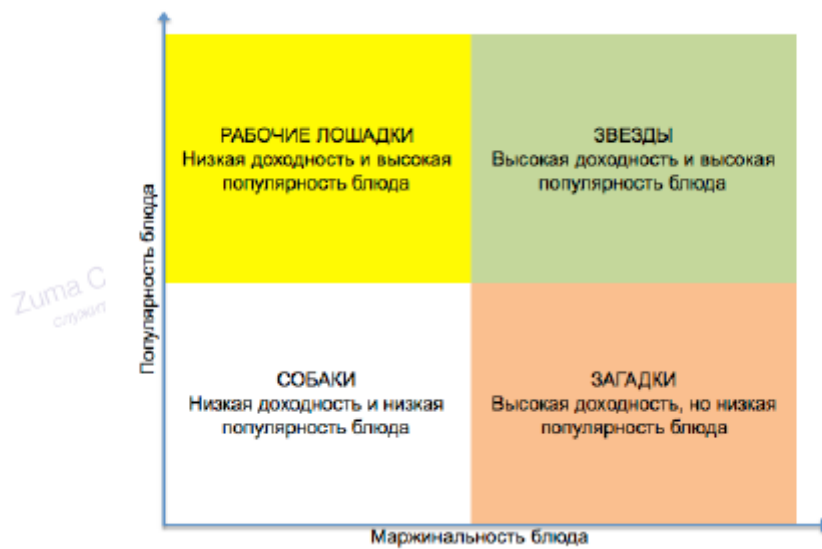 РАБОЧИЕ ЛОШАДКИ
Низкая доходность и высокая
популярность блюда
ЗВЕЗДЫ
Высокая доходность и высокая
популярность блюда
Популярность блюда
Zuma C
служит
СОБАКИ
Низкая доходность и низкая
популярность блюда
ЗАГАДКИ
Высокая доходность, но низкая
популярность блюда
Маржинальность блюда